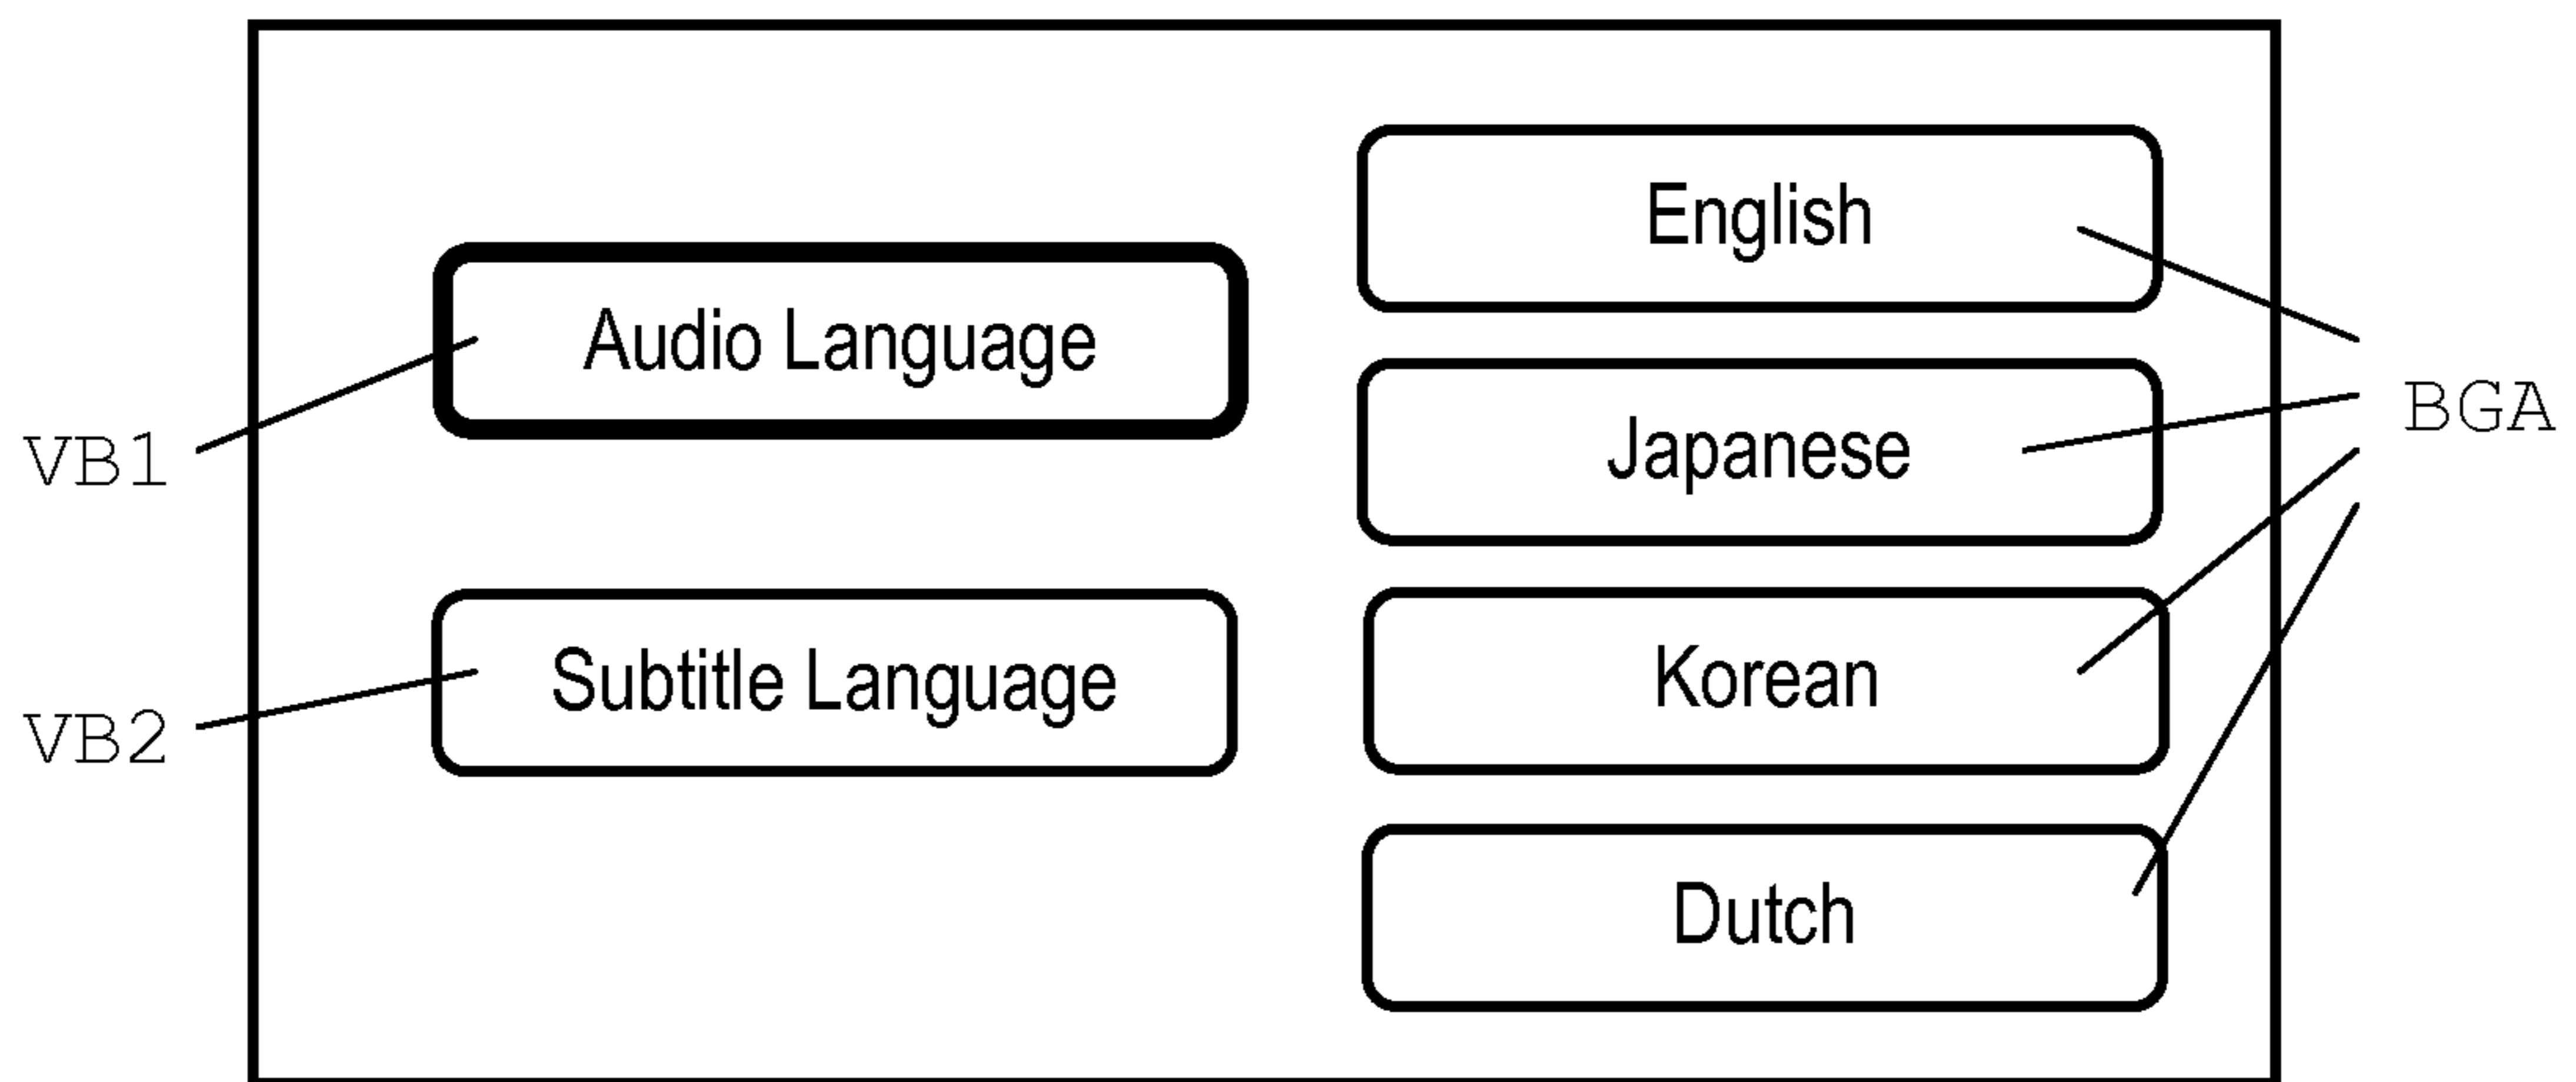 VB1
Audio Language
VB2
Subtitle Language
English
Japanese
Korean
Dutch
BGA